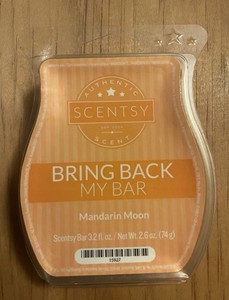 AUTHENTIC
SCENTSY
SCENT
BRING BACK
MY BAR
Mandarin Moon
Scentsy Bar 3.2 fl. oz. / Net Wt. 2.6 oz. (74 g)